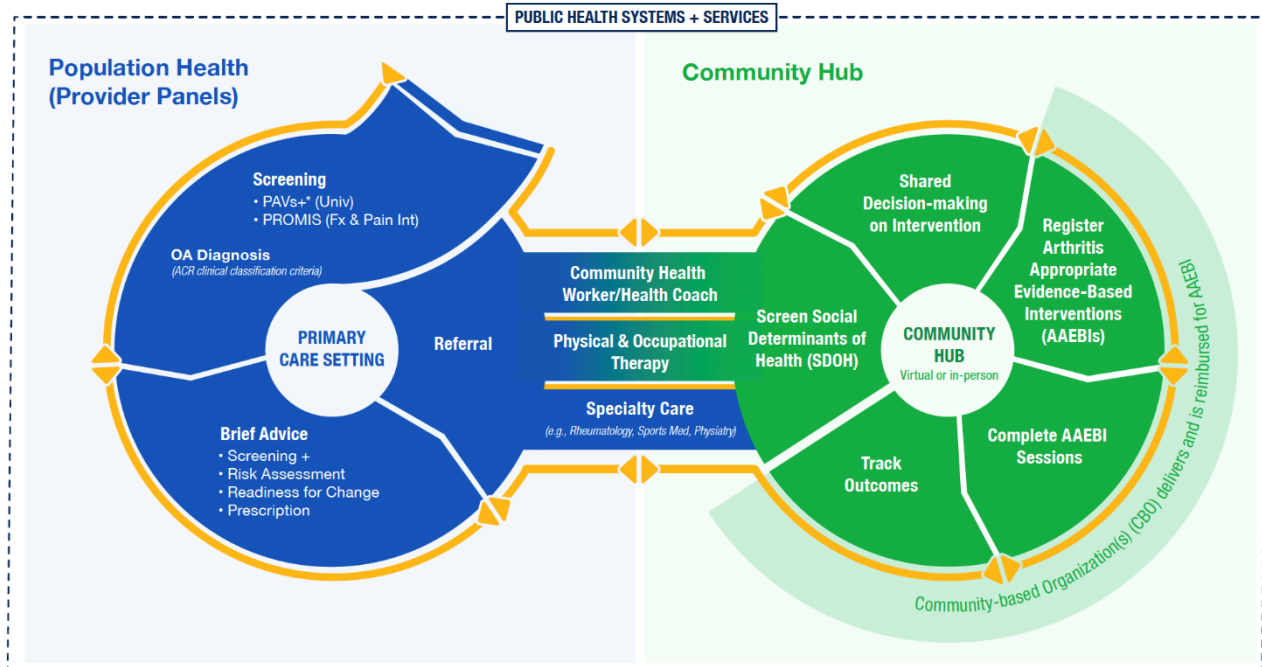 PUBLIC HEALTH SYSTEMS + SERVICES
Population Health
(Provider Panels)
Screening
• PAVs+* (Univ)
• PROMIS (Fx & Pain Int)
OA Diagnosis
(ACR clinical classification criteria)
PRIMARY
CARE SETTING
Referral
Brief Advice
• Screening +
• Risk Assessment
• Readiness for Change
• Prescription
Community Health
Worker/Health Coach
Physical & Occupational
Therapy
Specialty Care
(e.g., Rheumatology, Sports Med, Physiatry)
Community Hub
Shared
Decision-making
on Intervention
Register
Arthritis
Appropriate
Evidence-Based
Interventions
(AAEBIs)
Screen Social
Determinants of
Health (SDOH)
COMMUNITY
HUB
Virtual or in-person
Complete AAEBI
Sessions
Track
Outcomes
Community-based Organization(s) (CBO) delivers and is reimbursed for AAEBI